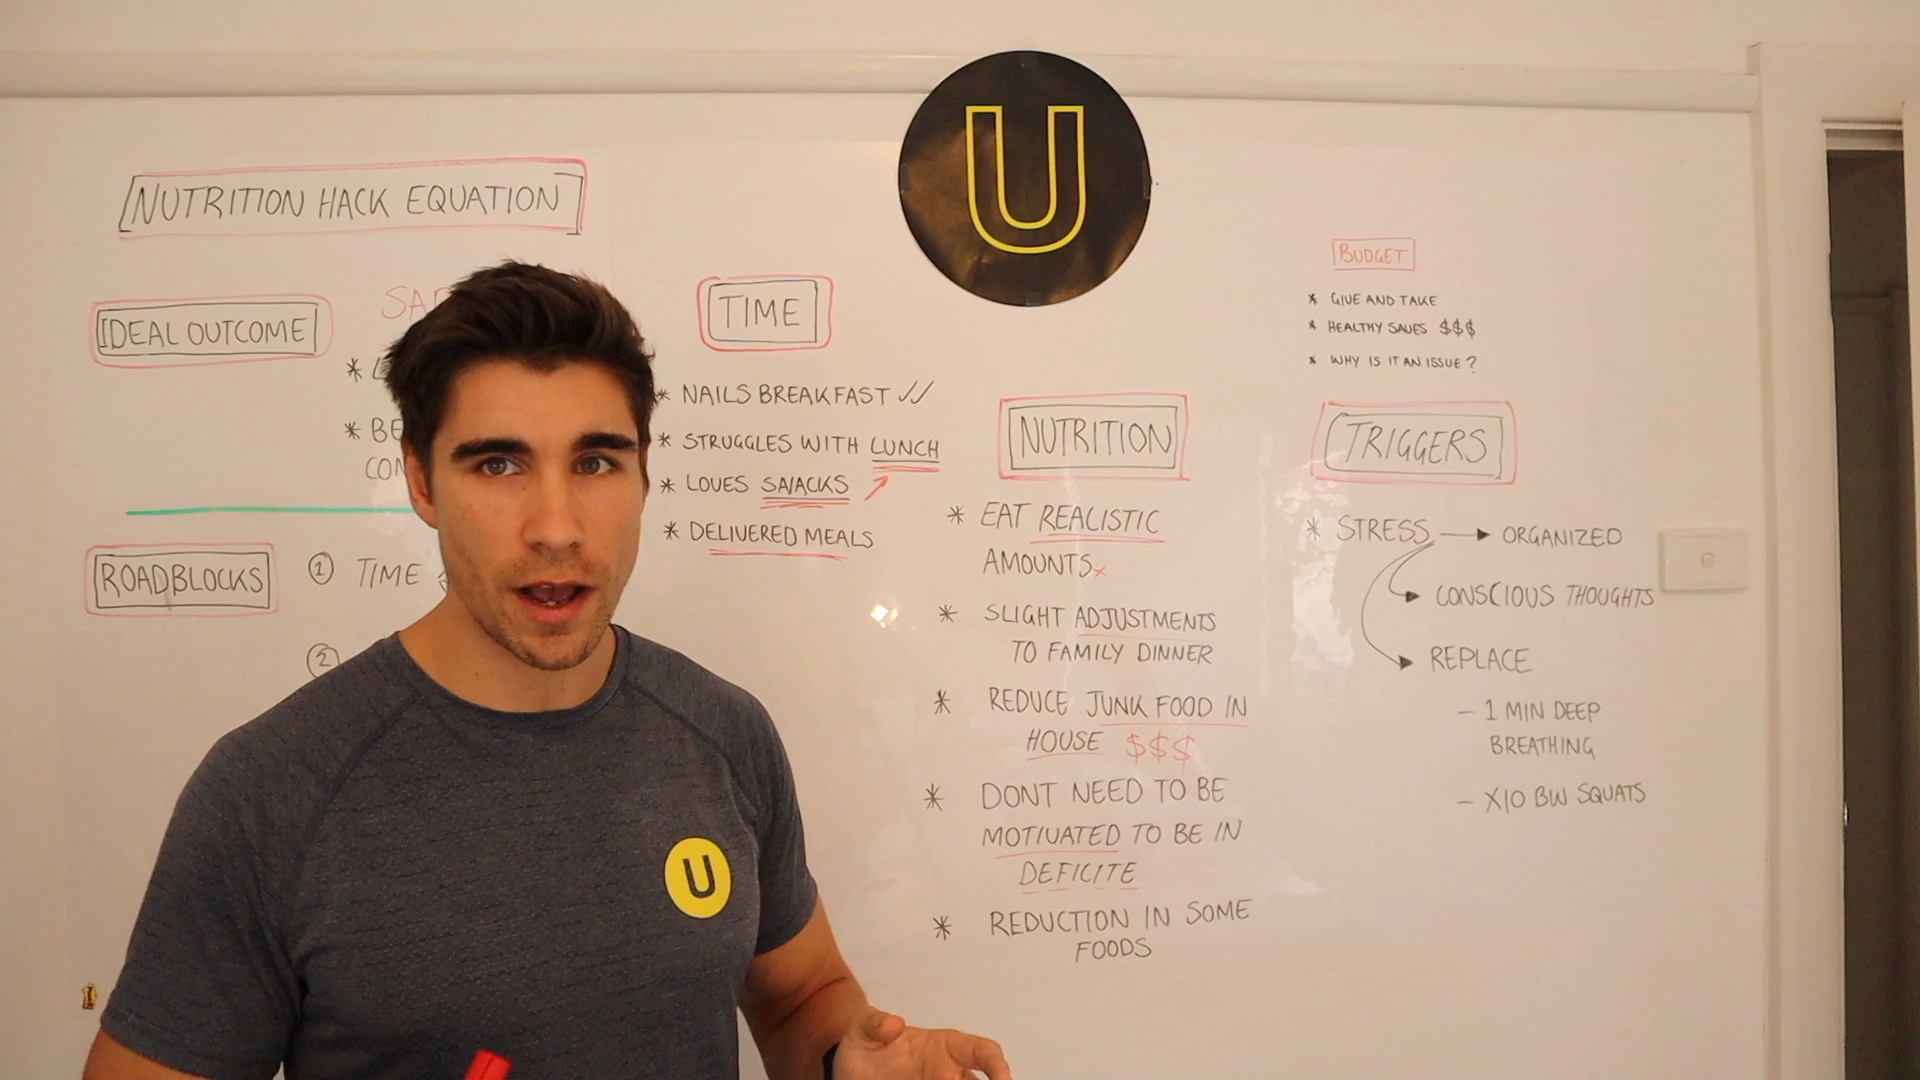 U
NUTRITION HACK EQUATION
IDEAL OUTCOME
* BE
CON
ROADBLOCKS
① TIME
②
TIME
* NAILS BREAKFAST ✓✓
* STRUGGLES WITH LUNCH
* LOVES SNACKS
* DELIVERED MEALS
NUTRITION
* EAT REALISTIC
AMOUNTS
* SLIGHT ADJUSTMENTS
TO FAMILY DINNER
* REDUCE JUNK FOOD IN
HOUSE $$$
* DONT NEED TO BE
MOTIVATED TO BE IN
DEFICITE
* REDUCTION IN SOME
FOODS
BUDGET
* GIVE AND TAKE
* HEALTHY SAVES $$$
* WHY IS IT AN ISSUE?
TRIGGERS
* STRESS → ORGANIZED
→ CONSCIOUS THOUGHTS
→ REPLACE
- 1 MIN DEEP
BREATHING
- X10 BW SQUATS
U